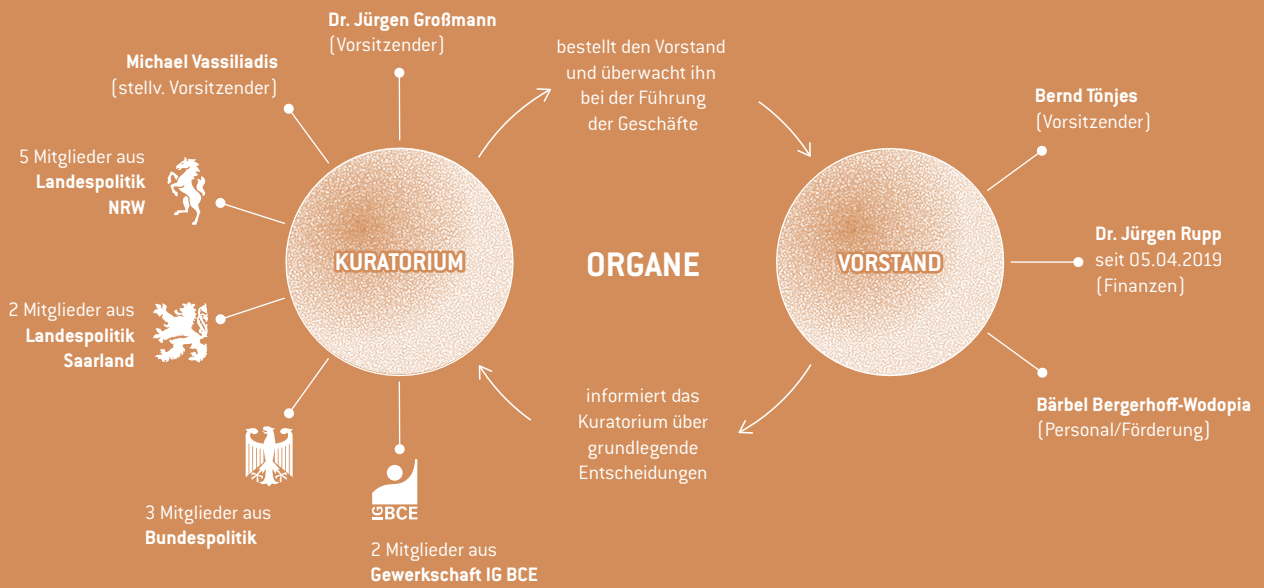 Dr. Jürgen Großmann
(Vorsitzender)
Michael Vassiliadis
(stellv. Vorsitzender)
5 Mitglieder aus
Landespolitik
NRW
2 Mitglieder aus
Landespolitik
Saarland
3 Mitglieder aus
Bundespolitik
IGBCE
2 Mitglieder aus
Gewerkschaft IG BCE
KURATORIUM
bestellt den Vorstand
und überwacht ihn
bei der Führung
der Geschäfte
ORGANE
informiert das
Kuratorium über
grundlegende
Entscheidungen
VORSTAND
Bernd Tönjes
(Vorsitzender)
Dr. Jürgen Rupp
seit 05.04.2019
(Finanzen)
Bärbel Bergerhoff-Wodopia
(Personal/Förderung)